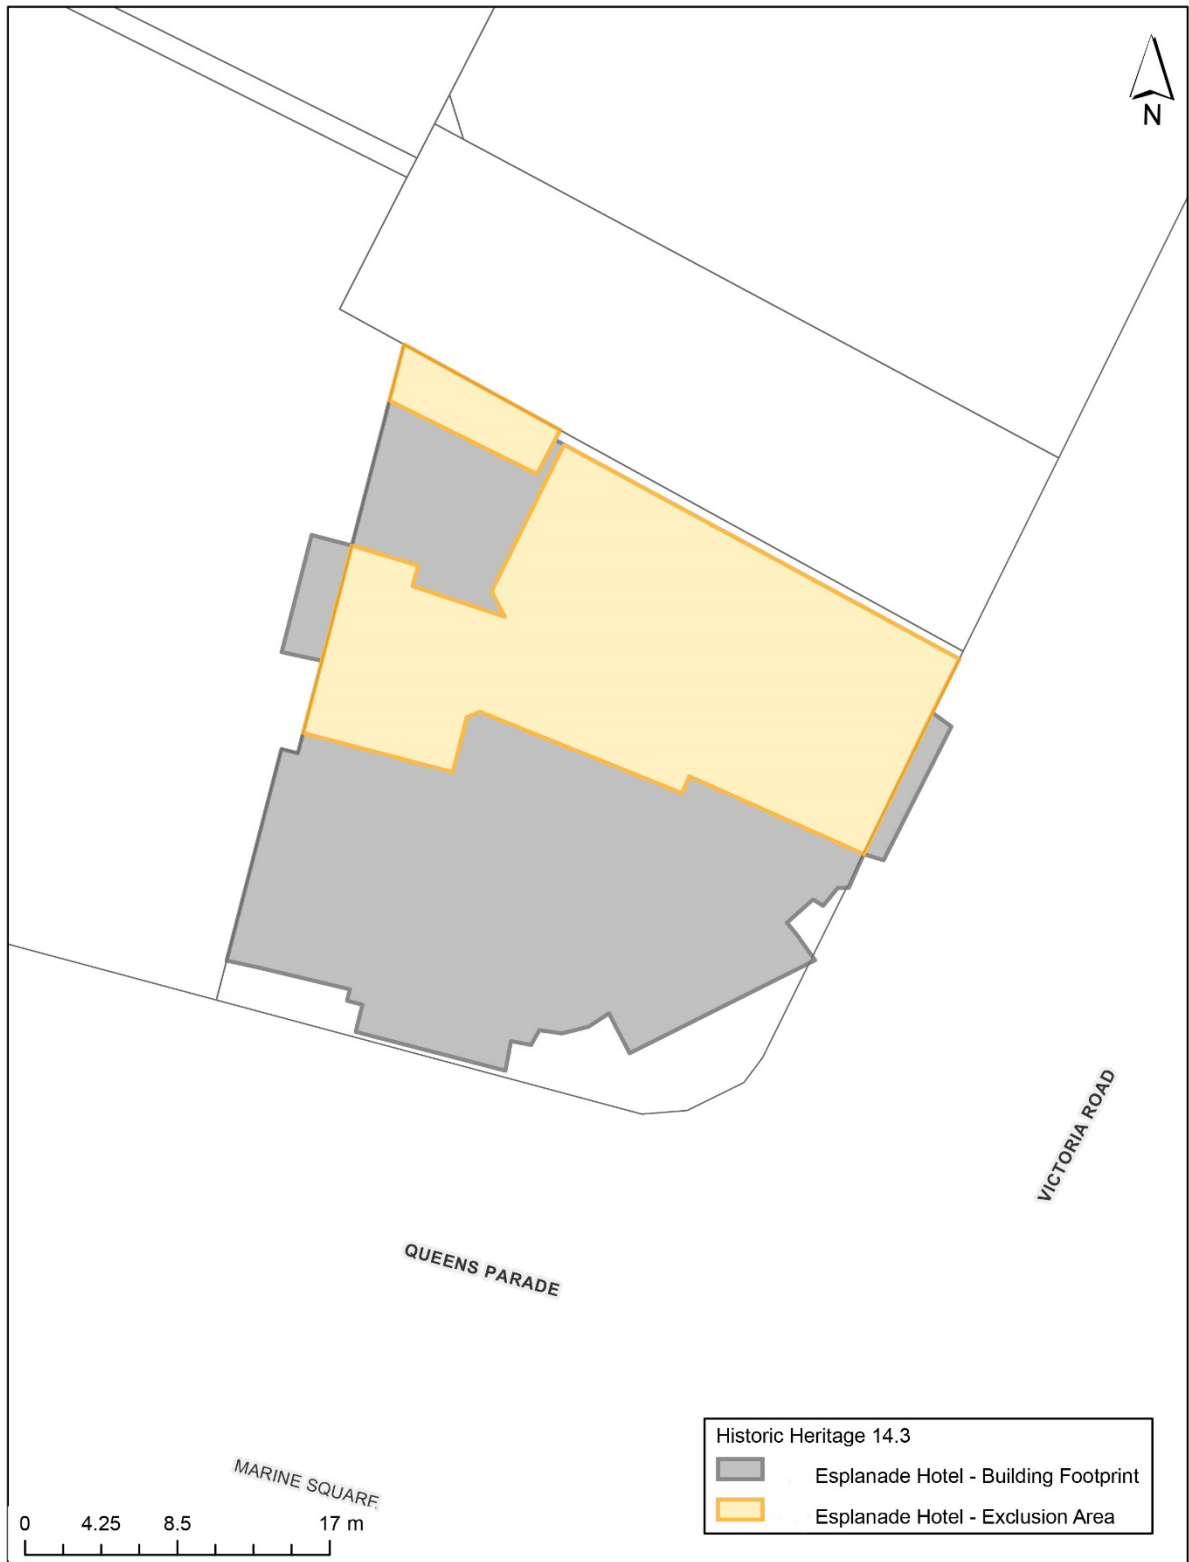 N
VICTORIA ROAD
QUEENS PARADE
Historic Heritage 14.3
Esplanade Hotel - Building Footprint
Esplanade Hotel - Exclusion Area
MARINE SQUARE
0 4.25 8.5 17 m